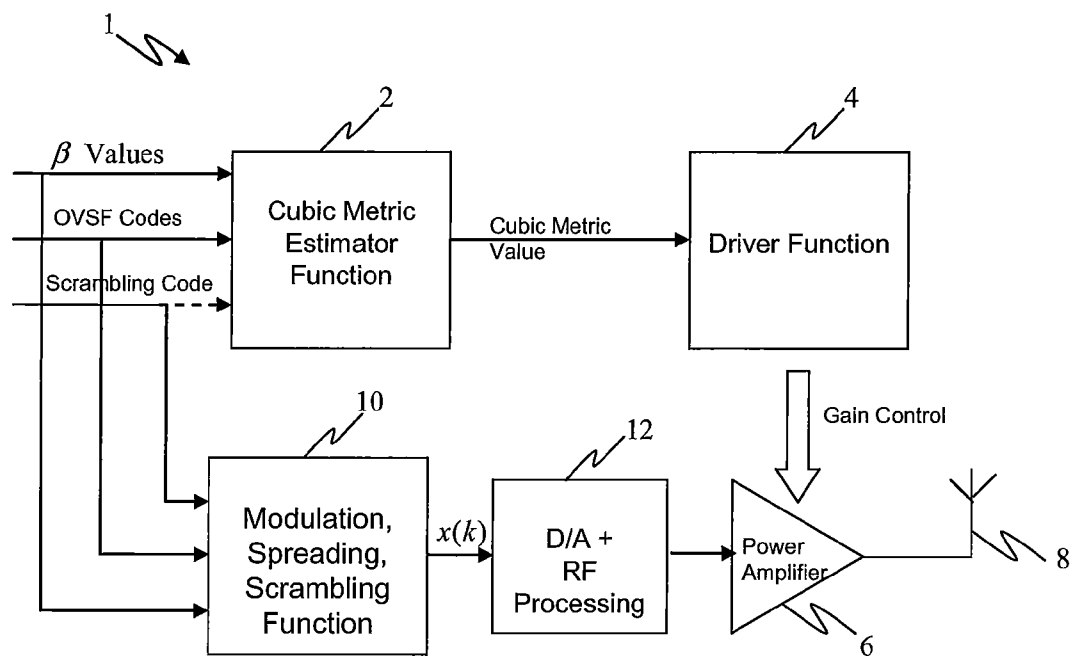 1
2
4
β Values
OVSF Codes
Scrambling Code
Cubic Metric
Estimator
Function
Cubic Metric
Value
Driver Function
10
12
Gain Control
Modulation,
Spreading,
Scrambling
Function
x(k)
D/A +
RF
Processing
Power
Amplifier
8
6